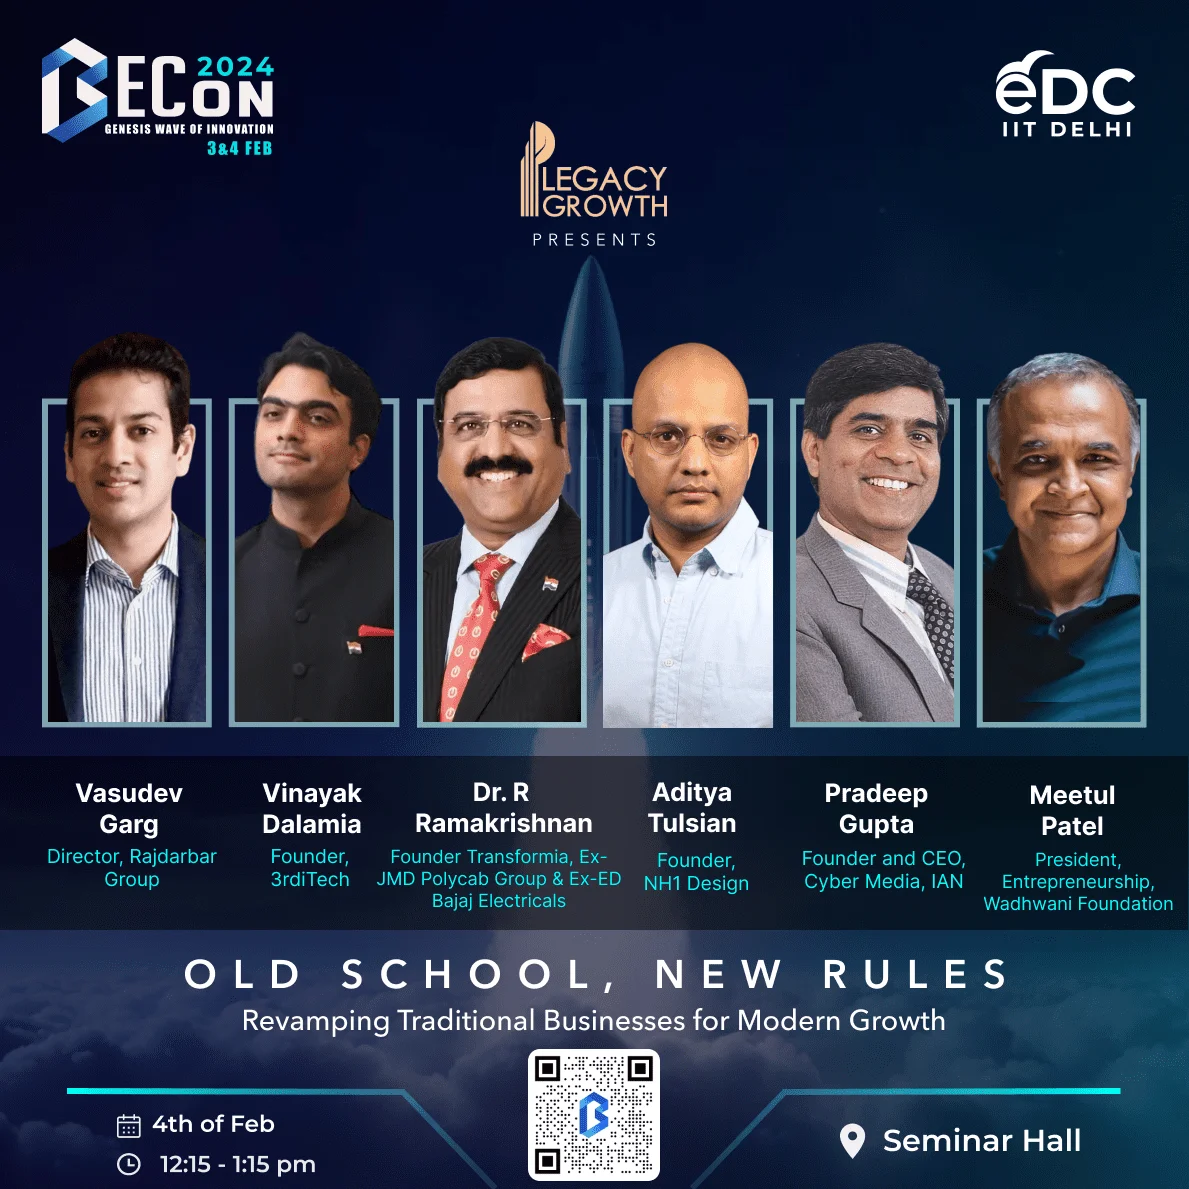 BECON 2024
GENESIS WAVE OF INNOVATION
3&4 FEB
eDC
IIT DELHI
LEGACY
GROWTH
PRESENTS
Vasudev
Garg
Director, Rajdarbar
Group
Vinayak
Dalamia
Founder,
3rdiTech
Dr. R
Ramakrishnan
Founder Transformia, Ex-
JMD Polycab Group & Ex-ED
Bajaj Electricals
Aditya
Tulsian
Founder,
NH1 Design
Pradeep
Gupta
Founder and CEO,
Cyber Media, IAN
Meetul
Patel
President,
Entrepreneurship,
Wadhwani Foundation
OLD SCHOOL, NEW RULES
Revamping Traditional Businesses for Modern Growth
4th of Feb
12:15 - 1:15 pm
Seminar Hall